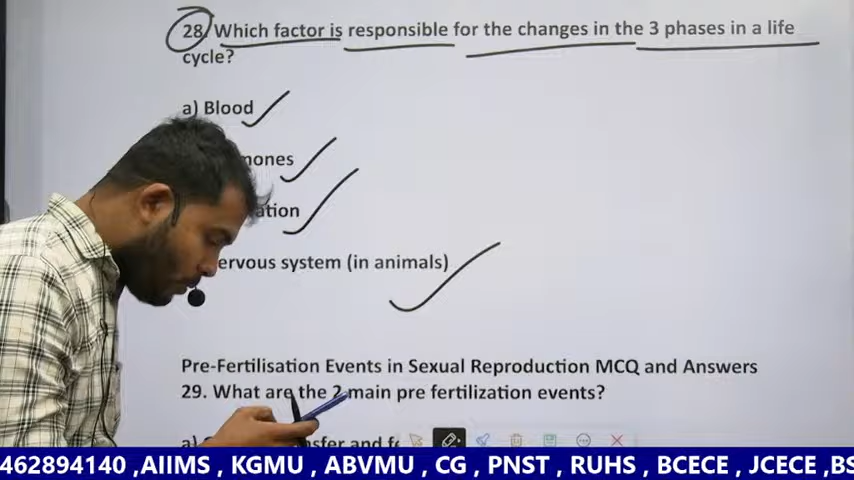 28. Which factor is responsible for the changes in the 3 phases in a life
cycle?
a) Blood
mones
ation
ervous system (in animals)
Pre-Fertilisation Events in Sexual Reproduction MCQ and Answers
29. What are the 2 main pre fertilization events?
a)
nsfer and
462894140 ,AIIMS , KGMU , ABVMU , CG , PNST , RUHS , BCECE , JCECE ,BS